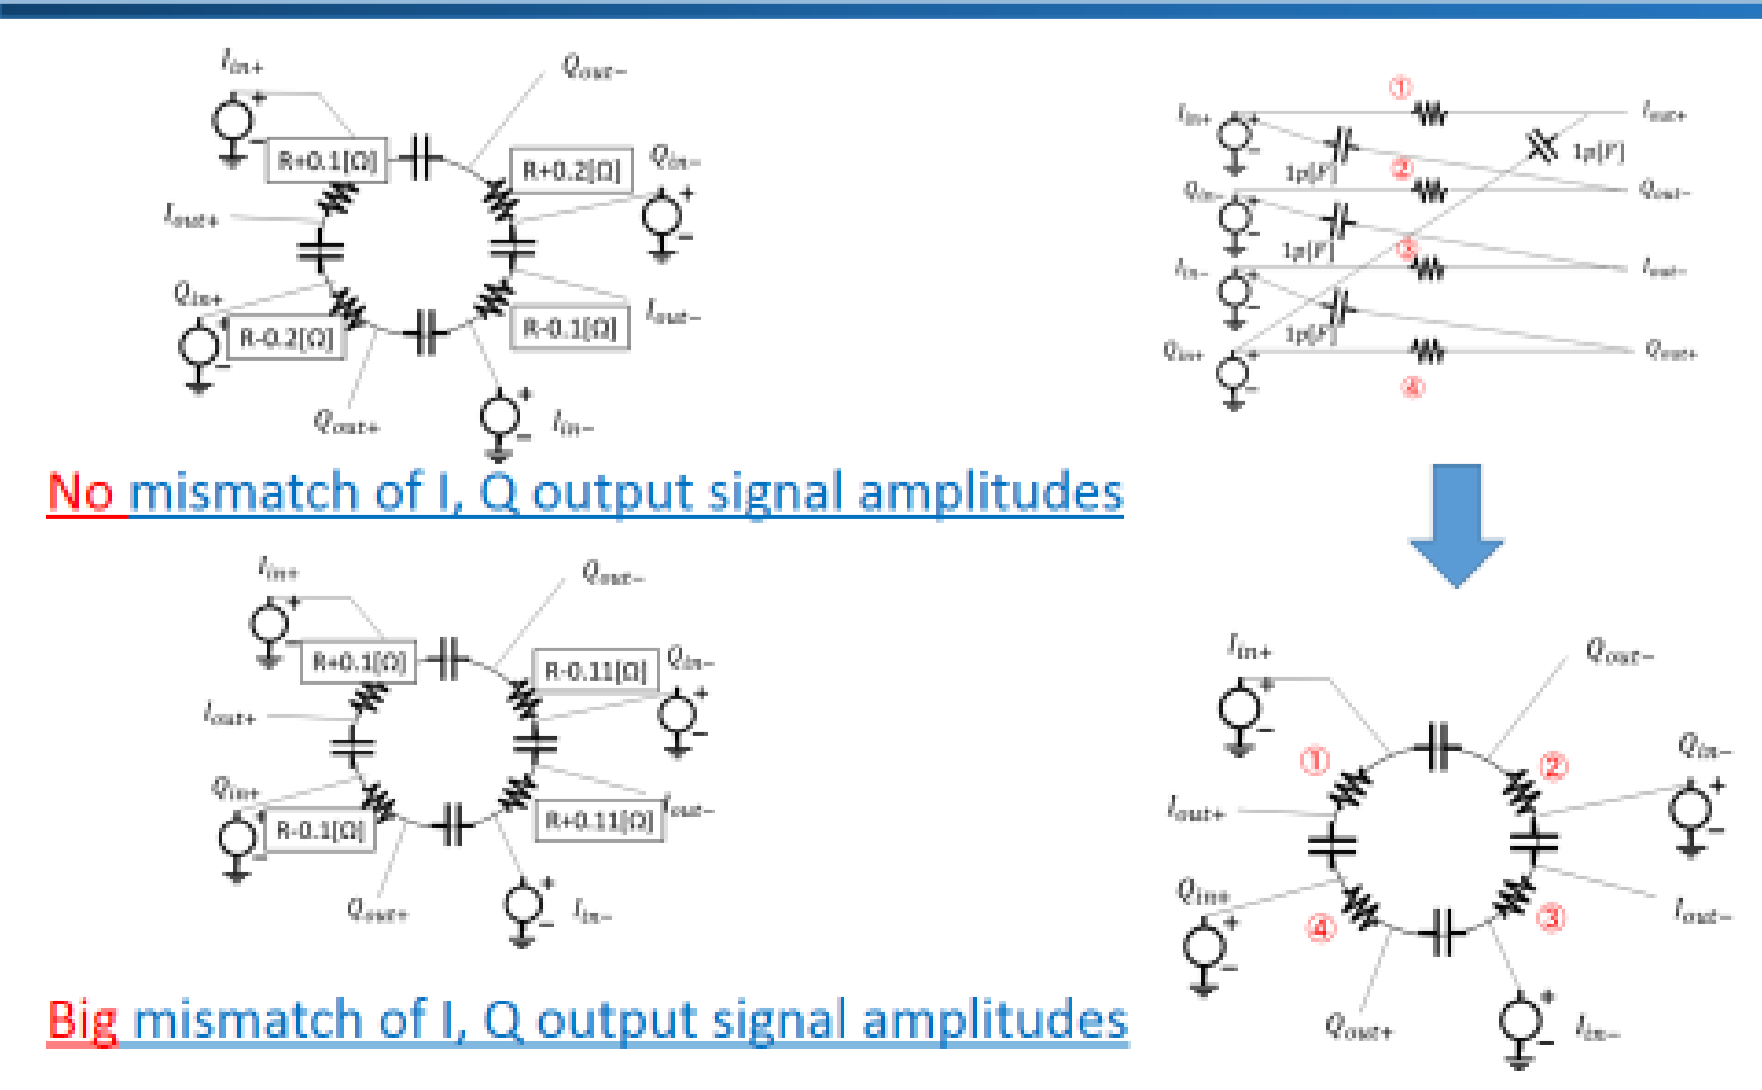 I_in+
Q_out−
R+0.1[Ω]
R+0.2[Ω]
Q_in−
I_out+
Q_in+
R-0.2[Ω]
R-0.1[Ω]
I_out−
Q_out+
I_in−
No mismatch of I, Q output signal amplitudes
I_in+
Q_out−
R+0.1[Ω]
R-0.11[Ω]
Q_in−
I_out+
Q_in+
R-0.1[Ω]
R+0.11[Ω]
I_out−
Q_out+
I_in−
Big mismatch of I, Q output signal amplitudes
①
I_in+
I_out+
1p[F]
1p[F]
②
Q_in−
Q_out−
1p[F]
③
I_in−
I_out−
1p[F]
Q_in+
Q_out+
④
I_in+
Q_out−
①
②
Q_in−
I_out+
Q_in+
④
③
I_out−
Q_out+
I_in−